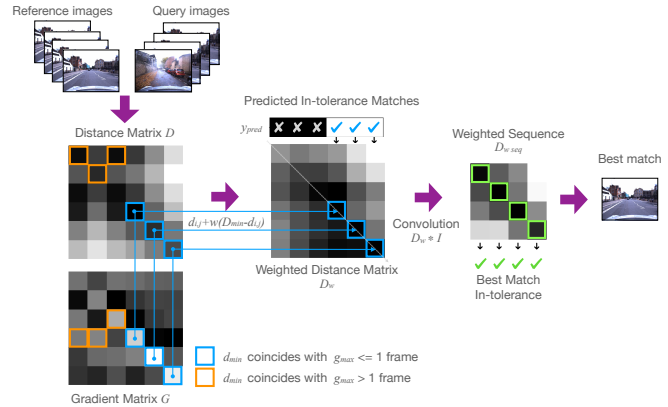 Reference images
Query images
Distance Matrix D
Predicted In-tolerance Matches
y_pred
Weighted Sequence
D_w seq
Best match
d_i,j+w(D_min-d_i,j)
Convolution
D_w * I
Weighted Distance Matrix
D_w
Best Match
In-tolerance
d_min coincides with g_max <= 1 frame
d_min coincides with g_max > 1 frame
Gradient Matrix G